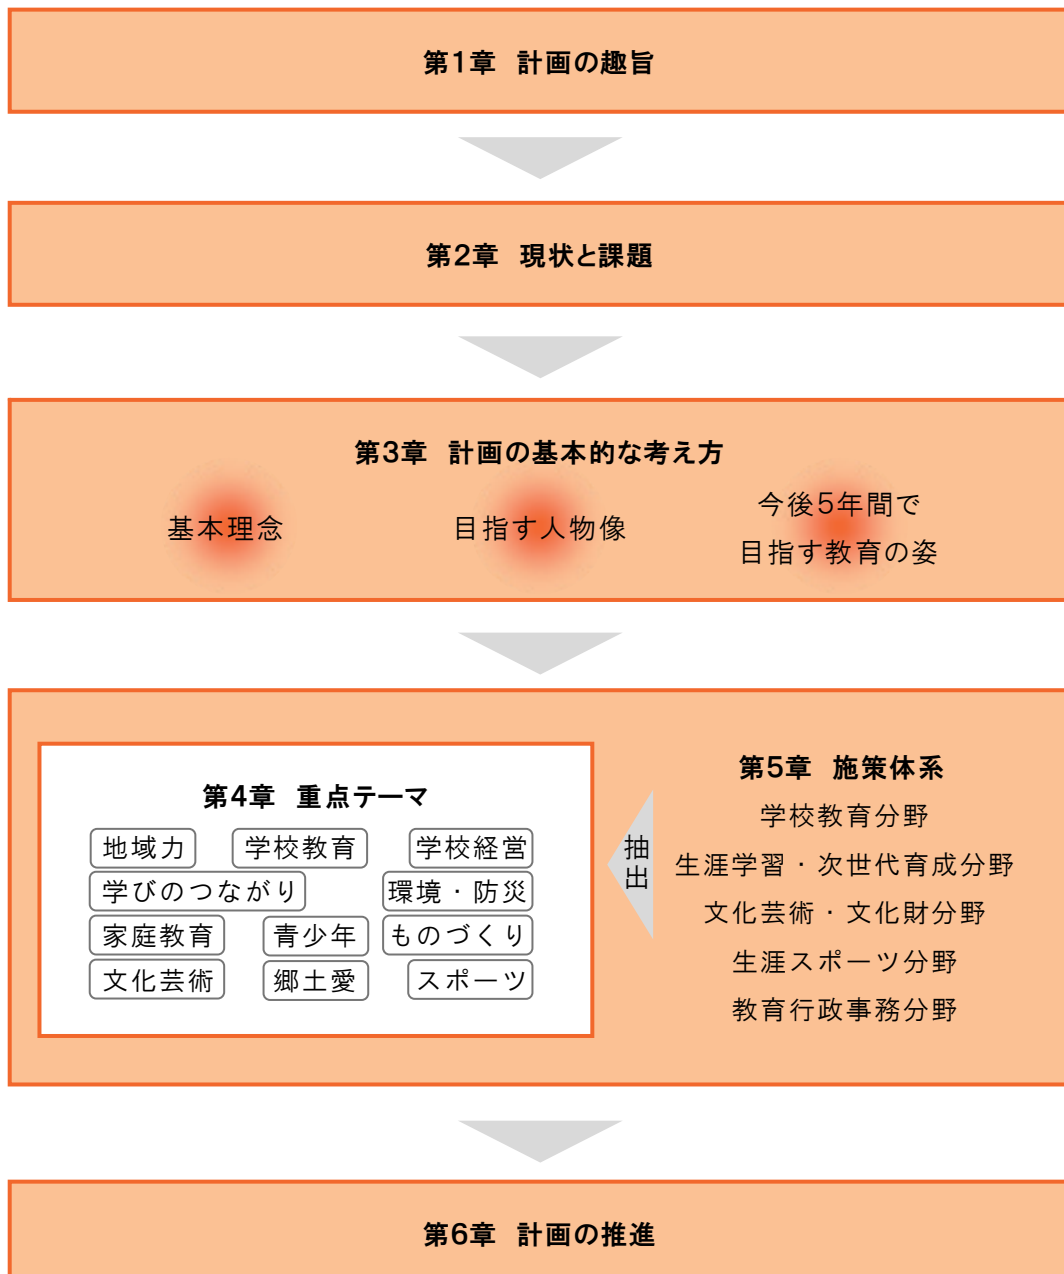 第1章 計画の趣旨
第2章 現状と課題
第3章 計画の基本的な考え方
基本理念
目指す人物像
今後5年間で
目指す教育の姿
第4章 重点テーマ
地域力 学校教育 学校経営
学びのつながり 環境・防災
家庭教育 青少年 ものづくり
文化芸術 郷土愛 スポーツ
抽出
第5章 施策体系
学校教育分野
生涯学習・次世代育成分野
文化芸術・文化財分野
生涯スポーツ分野
教育行政事務分野
第6章 計画の推進